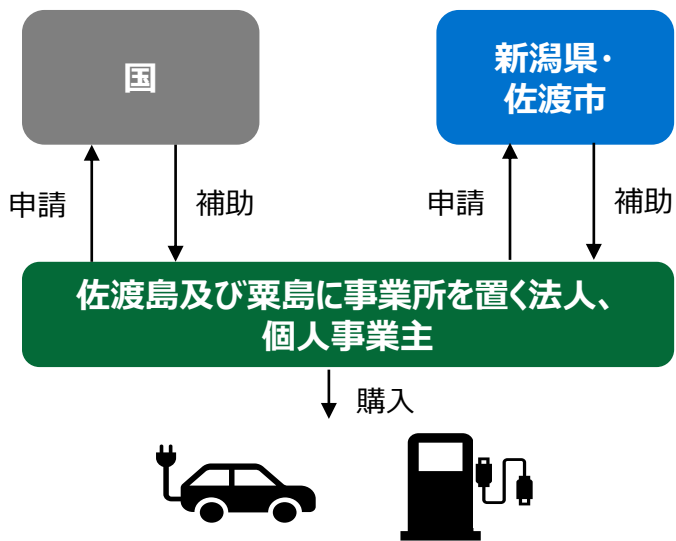 国
新潟県・
佐渡市
申請
補助
申請
補助
佐渡島及び粟島に事業所を置く法人、
個人事業主
購入